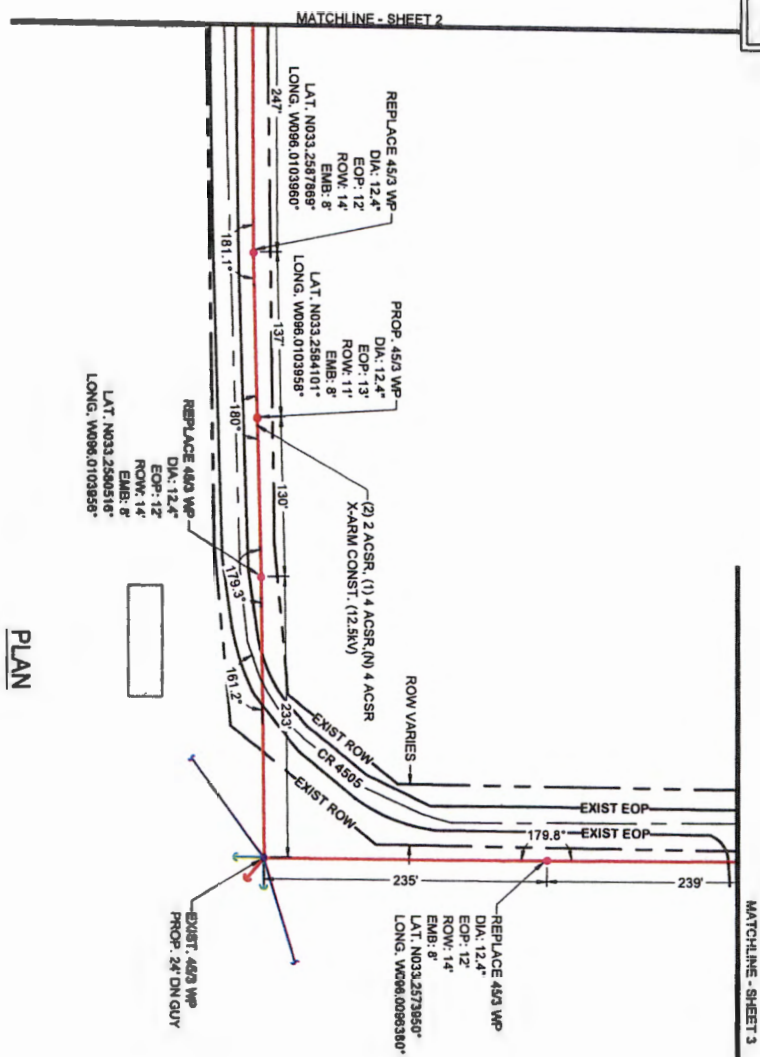 MATCHLINE - SHEET 2
MATCHLINE - SHEET 3
REPLACE 45/3 WP
DIA: 12.4"
EOP: 12'
ROW: 14'
EMB: 8'
LAT. N033.2587869°
LONG. W096.0103960°
247'
181.1°
PROP. 45/3 WP
DIA: 12.4"
EOP: 13'
ROW: 11'
EMB: 8'
LAT. N033.2584101°
LONG. W096.0103958°
137'
180°
(2) 2 ACSR, (1) 4 ACSR,(N) 4 ACSR
X-ARM CONST. (12.5kV)
130'
REPLACE 45/3 WP
DIA: 12.4"
EOP: 12'
ROW: 14'
EMB: 8'
LAT. N033.2580516°
LONG. W096.0103956°
179.3°
161.2°
233'
ROW VARIES
EXIST ROW
CR 4505
EXIST ROW
EXIST EOP
EXIST EOP
179.8°
235'
239'
REPLACE 45/3 WP
DIA: 12.4"
EOP: 12'
ROW: 14'
EMB: 8'
LAT. N033.2573950°
LONG. W096.0096380°
EXIST. 45/3 WP
PROP. 24' DN GUY
PLAN